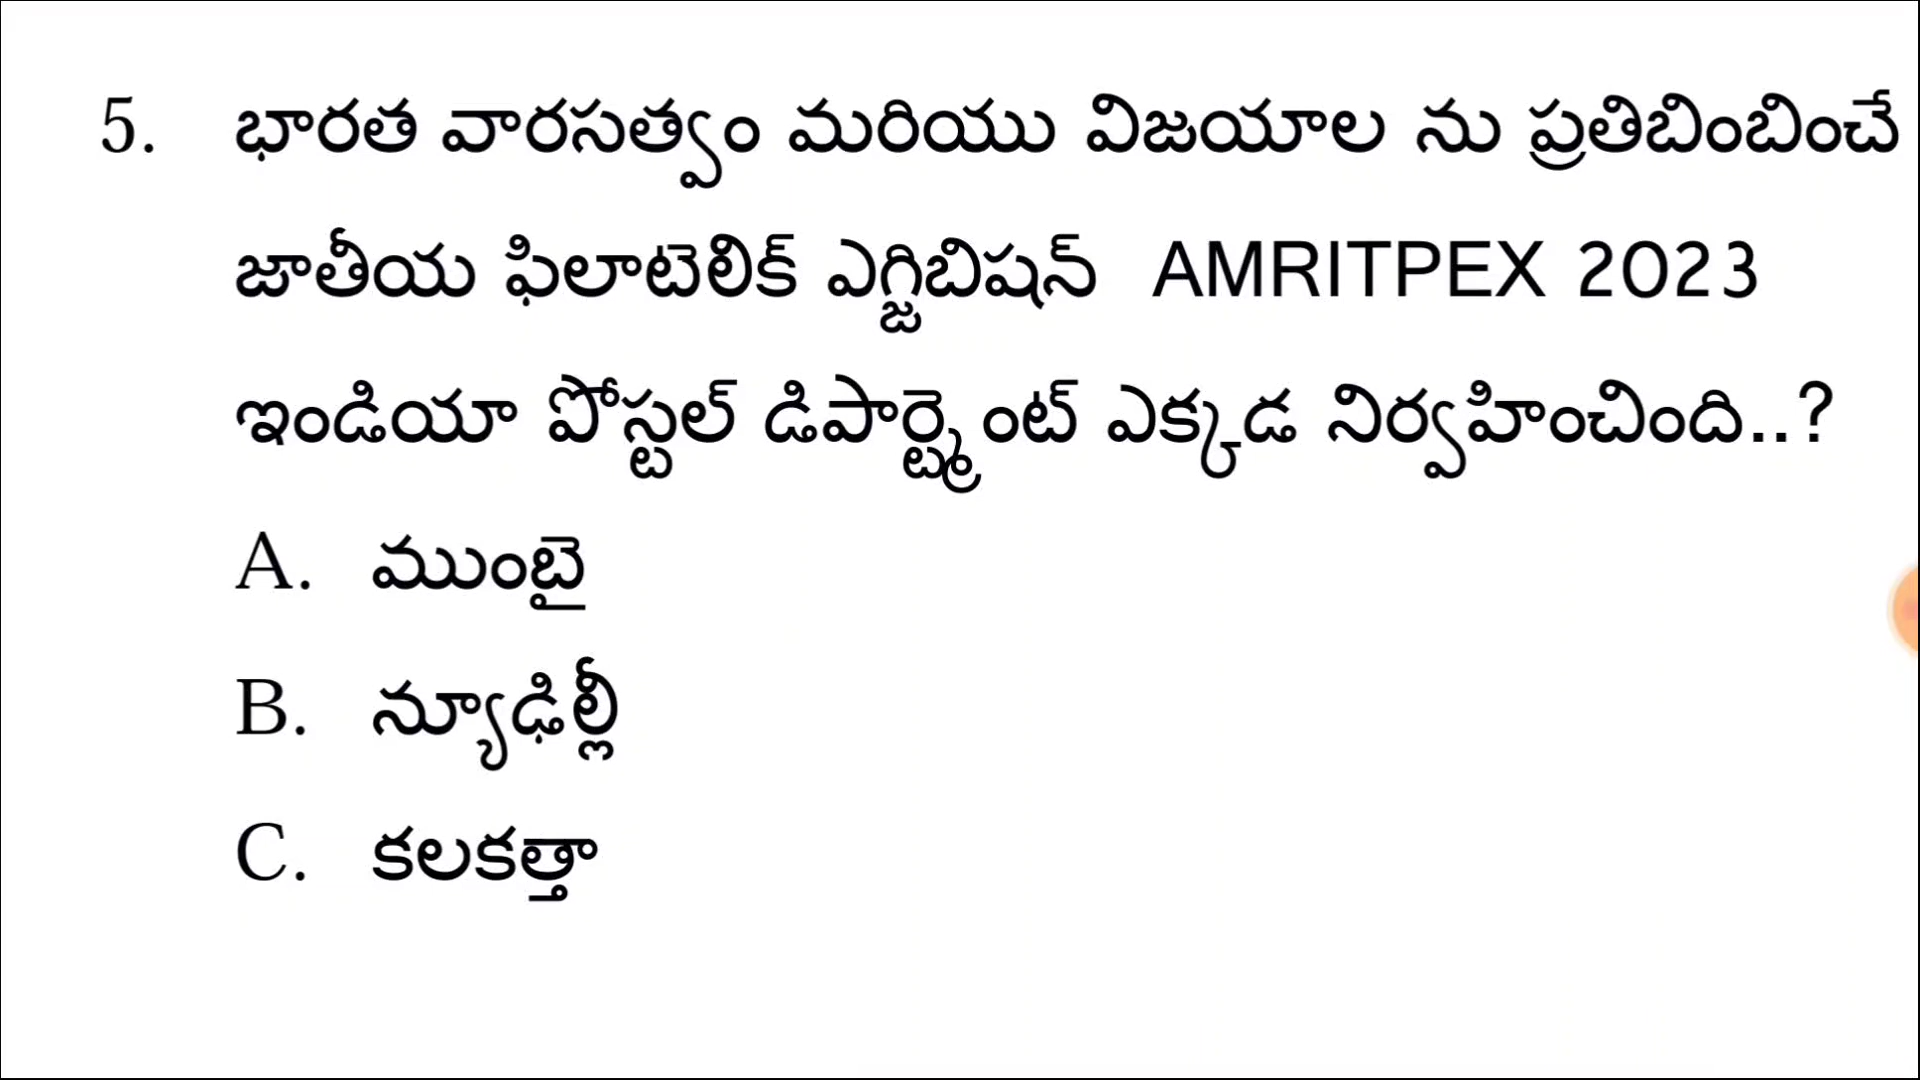 5. భారత వారసత్వం మరియు విజయాల ను ప్రతిబింబించే
జాతీయ ఫిలాటెలిక్ ఎగ్జిబిషన్ AMRITPEX 2023
ఇండియా పోస్టల్ డిపార్ట్మెంట్ ఎక్కడ నిర్వహించింది..?
A. ముంబై
B. న్యూఢిల్లీ
C. కలకత్తా